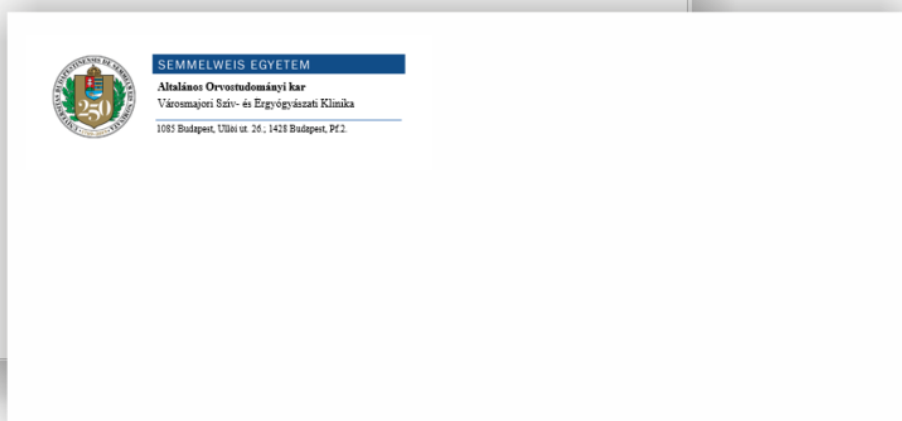 SEMMELWEIS EGYETEM
Általános Orvostudományi kar
Városmajori Szív- és Érgyógyászati Klinika
1085 Budapest, Üllői út. 26.; 1428 Budapest, Pf.2.
250